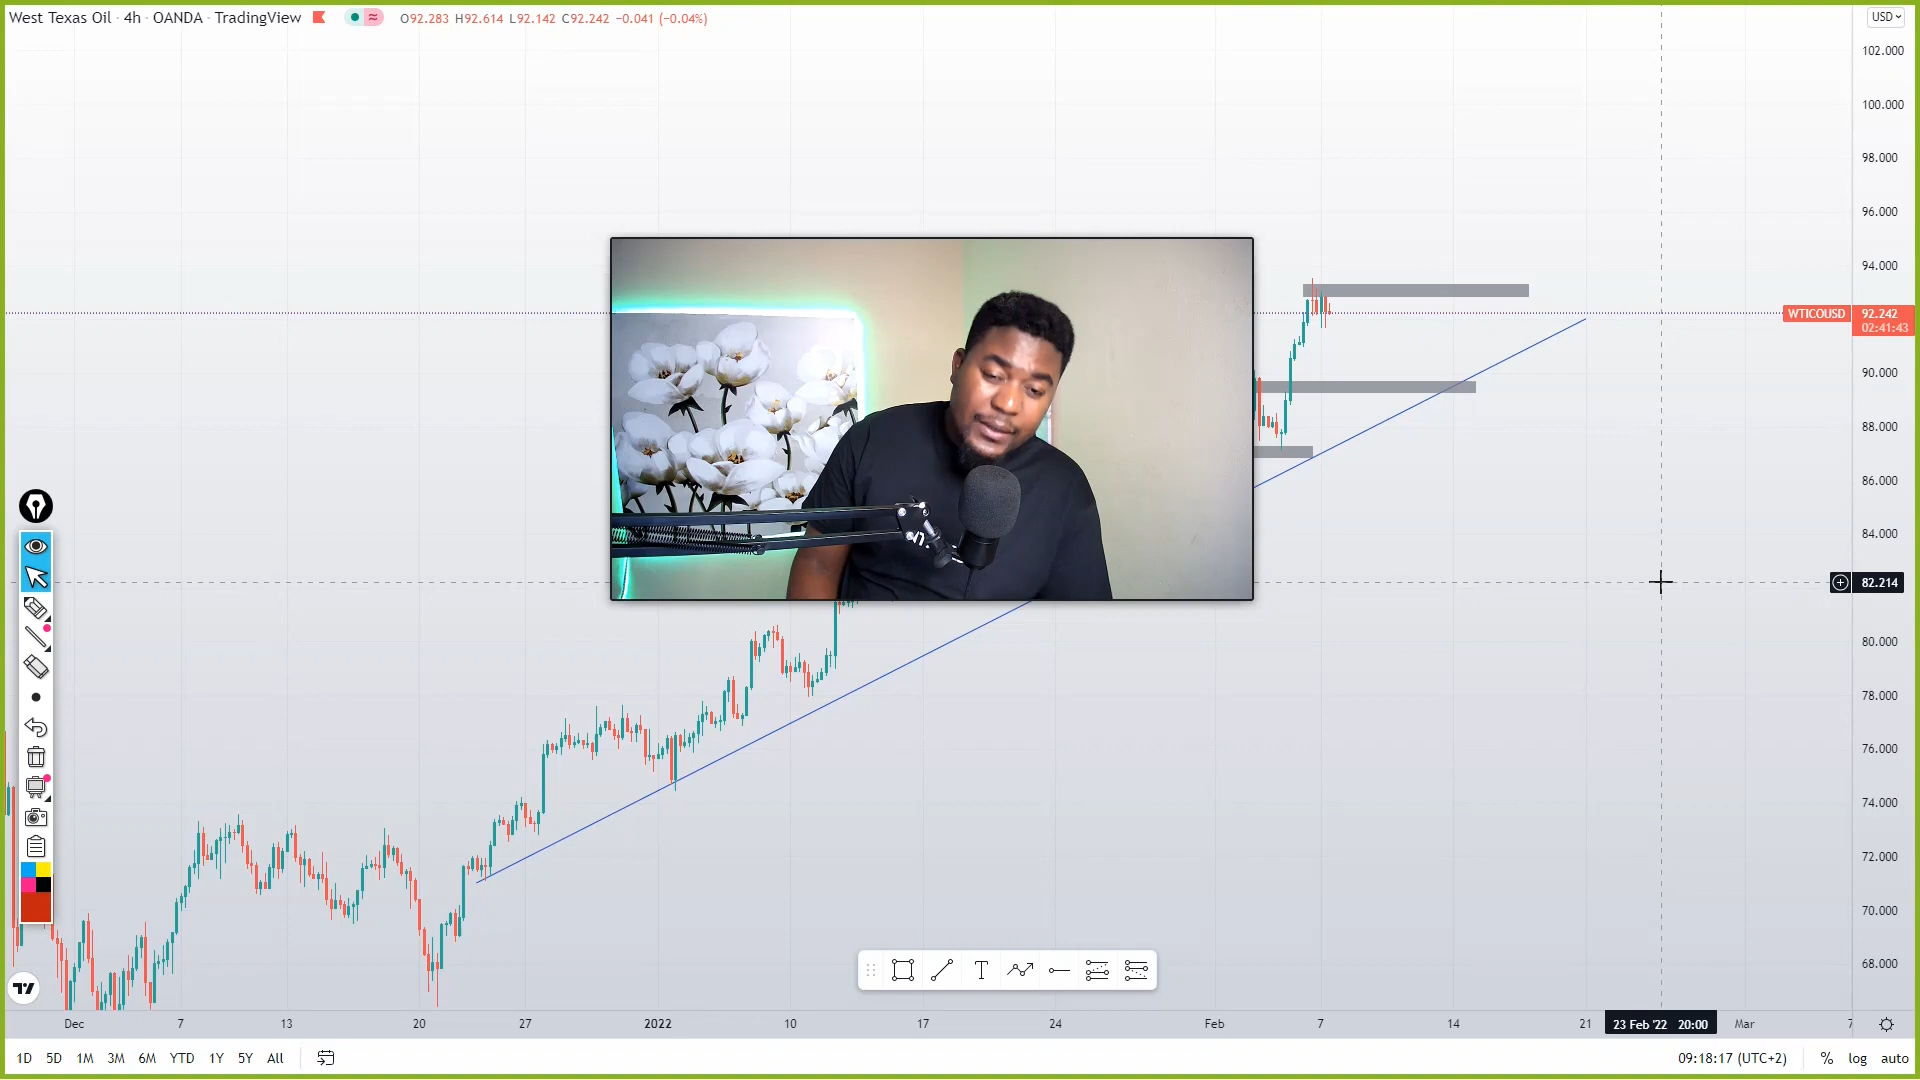 West Texas Oil · 4h · OANDA · TradingView
O92.283 H92.614 L92.142 C92.242 −0.041 (−0.04%)
USD
102.000
100.000
98.000
96.000
94.000
WTICOUSD 92.242
02:41:43
90.000
88.000
86.000
84.000
82.214
80.000
78.000
76.000
74.000
72.000
70.000
68.000
T
Dec 7 13 20 27 2022 10 17 24 Feb 7 14 21 23 Feb '22 20:00 Mar 7
1D 5D 1M 3M 6M YTD 1Y 5Y All
09:18:17 (UTC+2) % log auto